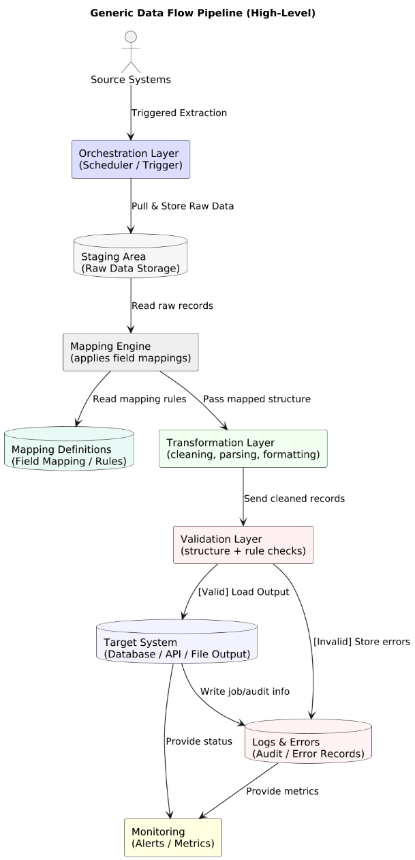 Generic Data Flow Pipeline (High-Level)
Source Systems
Triggered Extraction
Orchestration Layer
(Scheduler / Trigger)
Pull & Store Raw Data
Staging Area
(Raw Data Storage)
Read raw records
Mapping Engine
(applies field mappings)
Read mapping rules
Pass mapped structure
Mapping Definitions
(Field Mapping / Rules)
Transformation Layer
(cleaning, parsing, formatting)
Send cleaned records
Validation Layer
(structure + rule checks)
[Valid] Load Output
[Invalid] Store errors
Target System
(Database / API / File Output)
Write job/audit info
Provide status
Logs & Errors
(Audit / Error Records)
Provide metrics
Monitoring
(Alerts / Metrics)